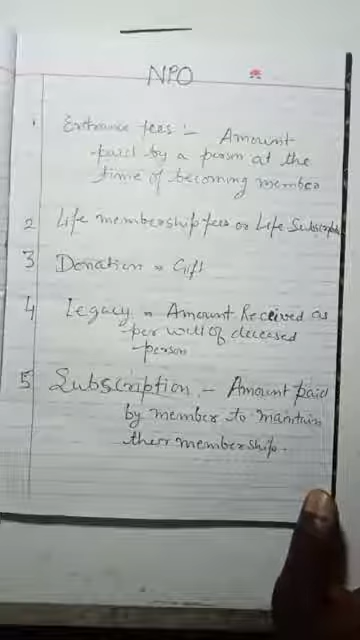 NPO
1 Entrance fees :- Amount
paid by a person at the
time of becoming member
2 Life membership fees or Life Subscrip
3 Donation = Gift
4 Legacy = Amount Received as
per will of deceased
person
5 Subscription - Amount paid
by member to maintain
their membership.